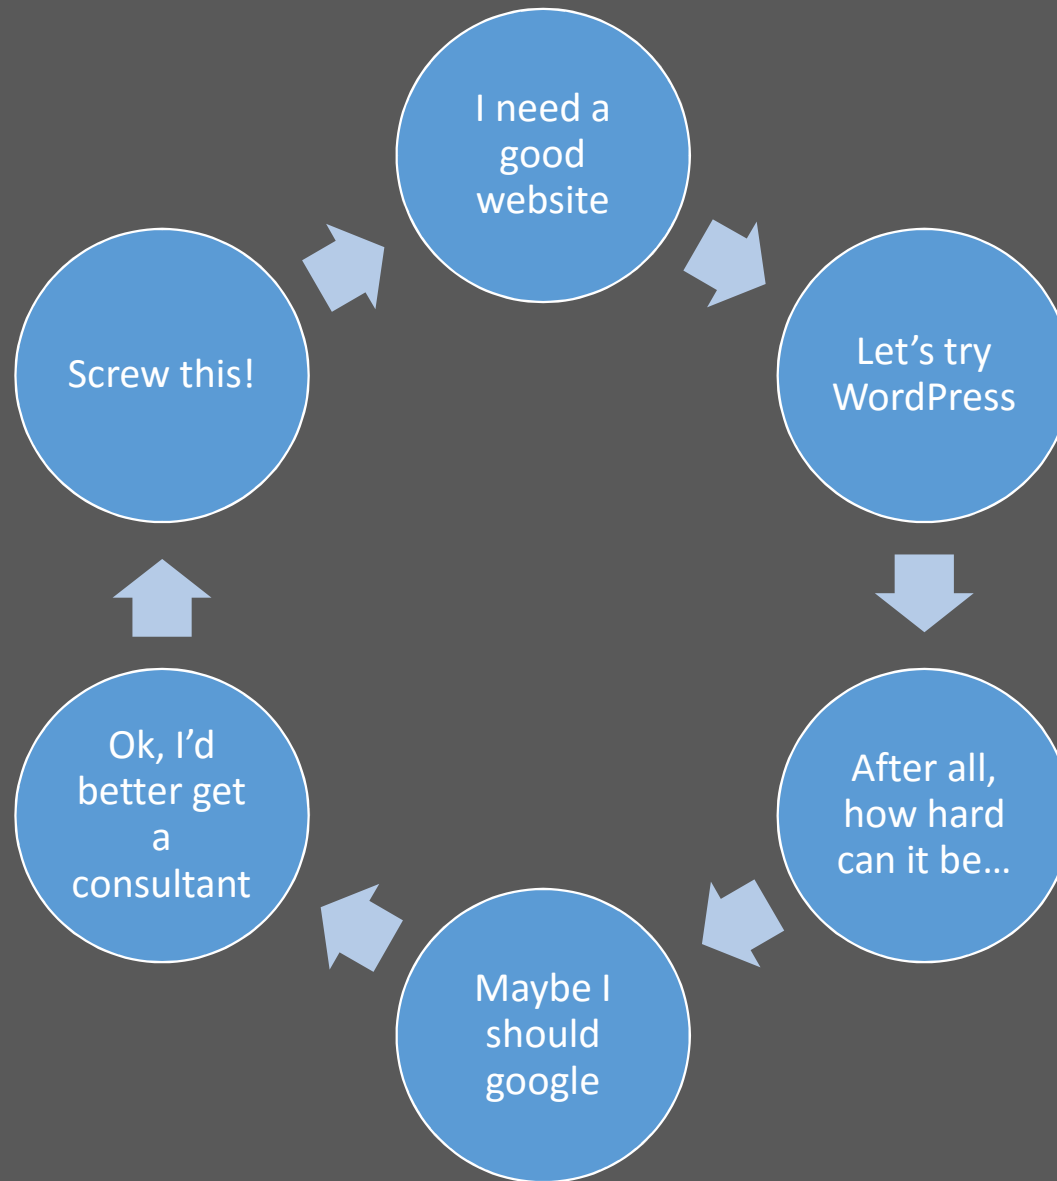 I need a
good
website
Let’s try
WordPress
After all,
how hard
can it be…
Maybe I
should
google
Ok, I’d
better get
a
consultant
Screw this!